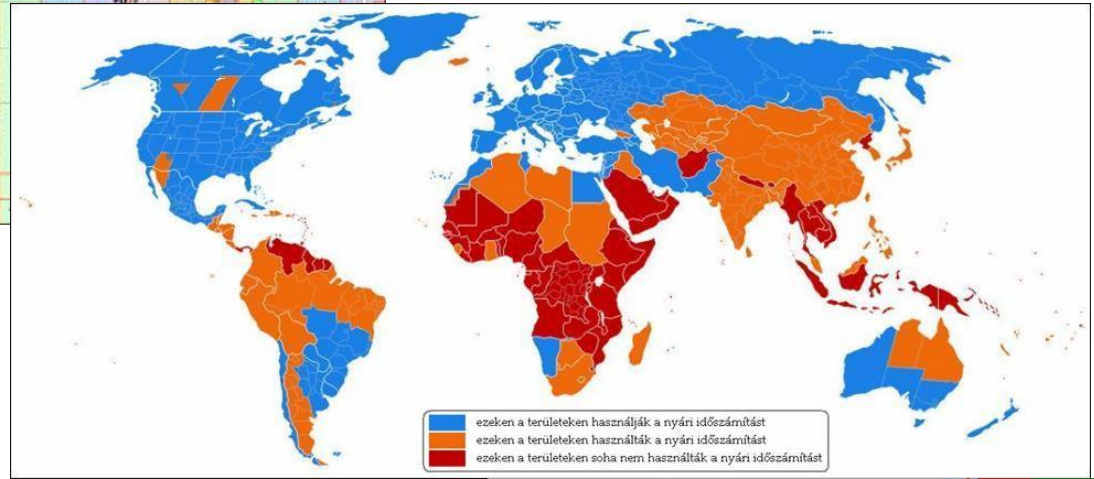 ezeken a területeken használják a nyári időszámítást
ezeken a területeken használták a nyári időszámítást
ezeken a területeken soha nem használták a nyári időszámítást